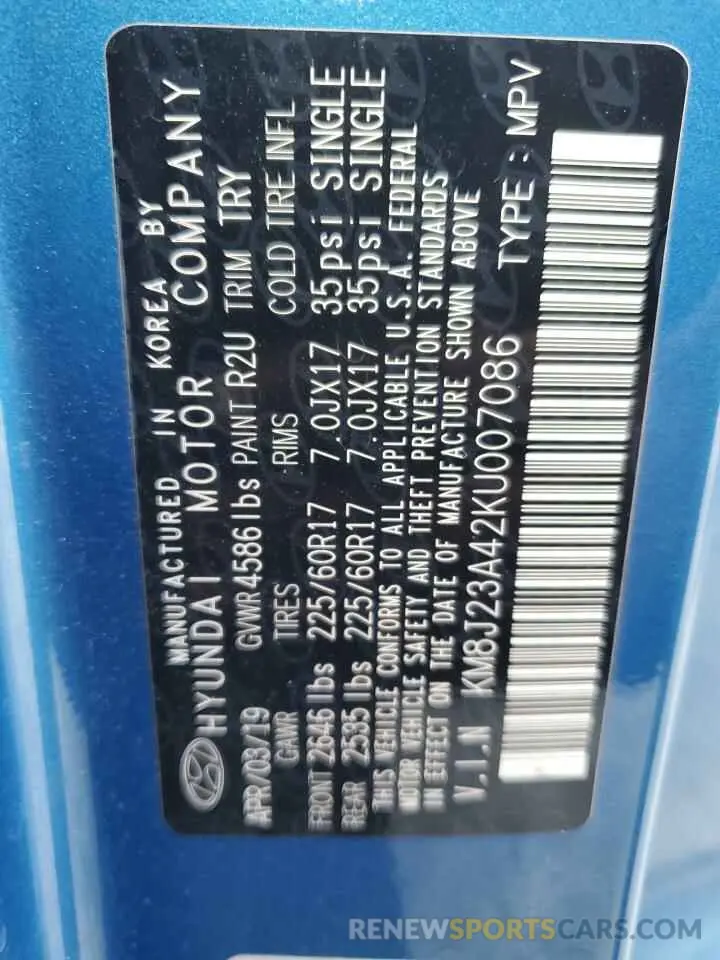 MANUFACTURED IN KOREA BY
HYUNDAI MOTOR COMPANY
APR/03/19 GVWR 4586 lbs PAINT R2U TRIM TRY
GAWR TIRES RIMS COLD TIRE INFL
FRONT 2646 lbs 225/60R17 7.0JX17 35psi SINGLE
REAR 2535 lbs 225/60R17 7.0JX17 35psi SINGLE
THIS VEHICLE CONFORMS TO ALL APPLICABLE U.S.A. FEDERAL
MOTOR VEHICLE SAFETY AND THEFT PREVENTION STANDARDS
IN EFFECT ON THE DATE OF MANUFACTURE SHOWN ABOVE
V.I.N KM8J23A42KU007086 TYPE : MPV
RENEWSPORTSCARS.COM